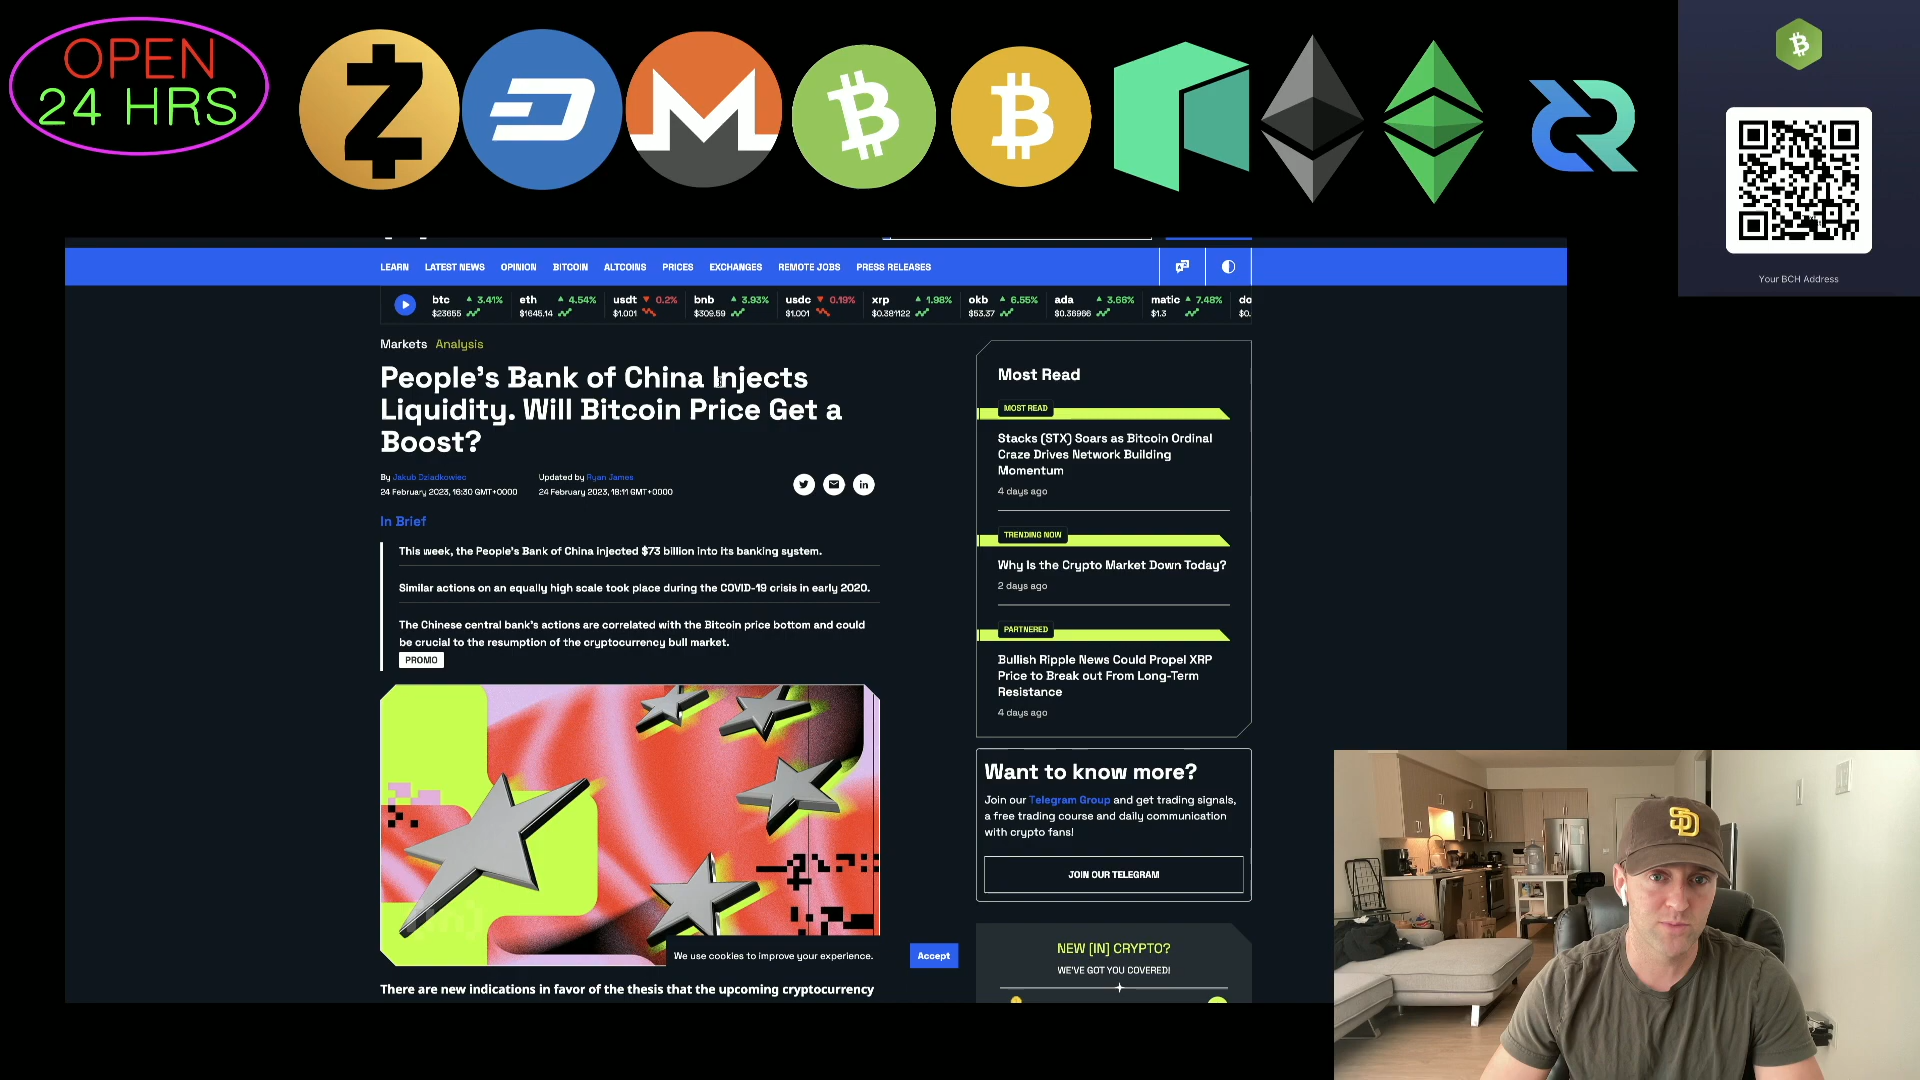 OPEN
24 HRS
Your BCH Address
LEARN LATEST NEWS OPINION BITCOIN ALTCOINS PRICES EXCHANGES REMOTE JOBS PRESS RELEASES
btc 3.41% eth 4.54% usdt 0.2% bnb 3.93% usdc 0.19% xrp 1.98% okb 6.55% ada 3.66% matic 7.48% do
$23655 $1645.14 $1.001 $309.59 $1.001 $0.381122 $53.37 $0.36966 $1.3 $0.
Markets Analysis
People's Bank of China Injects
Liquidity. Will Bitcoin Price Get a
Boost?
By Jakub Dziadkowiec Updated by Ryan James
24 February 2023, 16:30 GMT+0000 24 February 2023, 18:11 GMT+0000
In Brief
This week, the People's Bank of China injected $73 billion into its banking system.
Similar actions on an equally high scale took place during the COVID-19 crisis in early 2020.
The Chinese central bank's actions are correlated with the Bitcoin price bottom and could
be crucial to the resumption of the cryptocurrency bull market.
PROMO
We use cookies to improve your experience. Accept
There are new indications in favor of the thesis that the upcoming cryptocurrency
Most Read
MOST READ
Stacks (STX) Soars as Bitcoin Ordinal
Craze Drives Network Building
Momentum
4 days ago
TRENDING NOW
Why Is the Crypto Market Down Today?
2 days ago
PARTNERED
Bullish Ripple News Could Propel XRP
Price to Break out From Long-Term
Resistance
4 days ago
Want to know more?
Join our Telegram Group and get trading signals,
a free trading course and daily communication
with crypto fans!
JOIN OUR TELEGRAM
NEW [IN] CRYPTO?
WE'VE GOT YOU COVERED!
SD